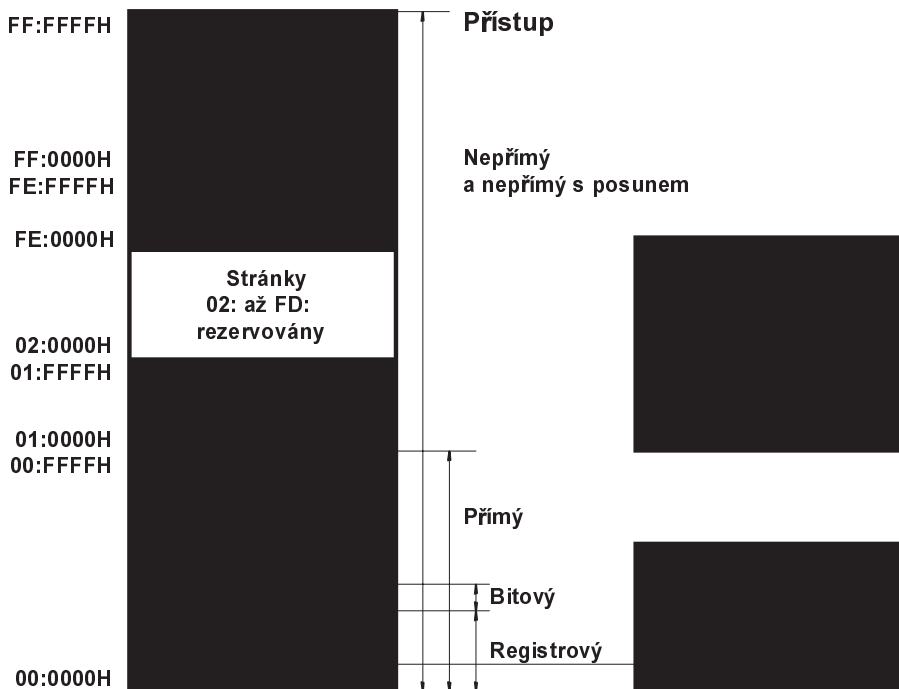 FF:FFFFH
Přístup
FF:0000H
FE:FFFFH
Nepřímý
a nepřímý s posunem
FE:0000H
Stránky
02: až FD:
rezervovány
02:0000H
01:FFFFH
01:0000H
00:FFFFH
Přímý
Bitový
Registrový
00:0000H